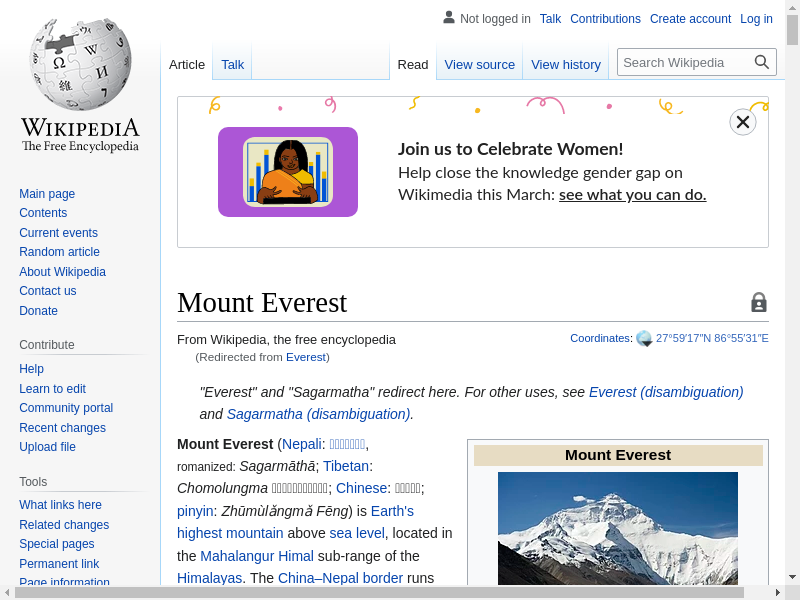 Not logged in Talk Contributions Create account Log in
Article Talk Read View source View history Search Wikipedia
WIKIPEDIA
The Free Encyclopedia
Main page
Contents
Current events
Random article
About Wikipedia
Contact us
Donate
Contribute
Help
Learn to edit
Community portal
Recent changes
Upload file
Tools
What links here
Related changes
Special pages
Permanent link
Page information
Join us to Celebrate Women!
Help close the knowledge gender gap on
Wikimedia this March: see what you can do.
Mount Everest
From Wikipedia, the free encyclopedia
Coordinates: 27°59′17″N 86°55′31″E
(Redirected from Everest)
"Everest" and "Sagarmatha" redirect here. For other uses, see Everest (disambiguation)
and Sagarmatha (disambiguation).
Mount Everest (Nepali: ,
romanized: Sagarmāthā; Tibetan:
Chomolungma ; Chinese: ;
pinyin: Zhūmùlǎngmǎ Fēng) is Earth's
highest mountain above sea level, located in
the Mahalangur Himal sub-range of the
Himalayas. The China–Nepal border runs
Mount Everest